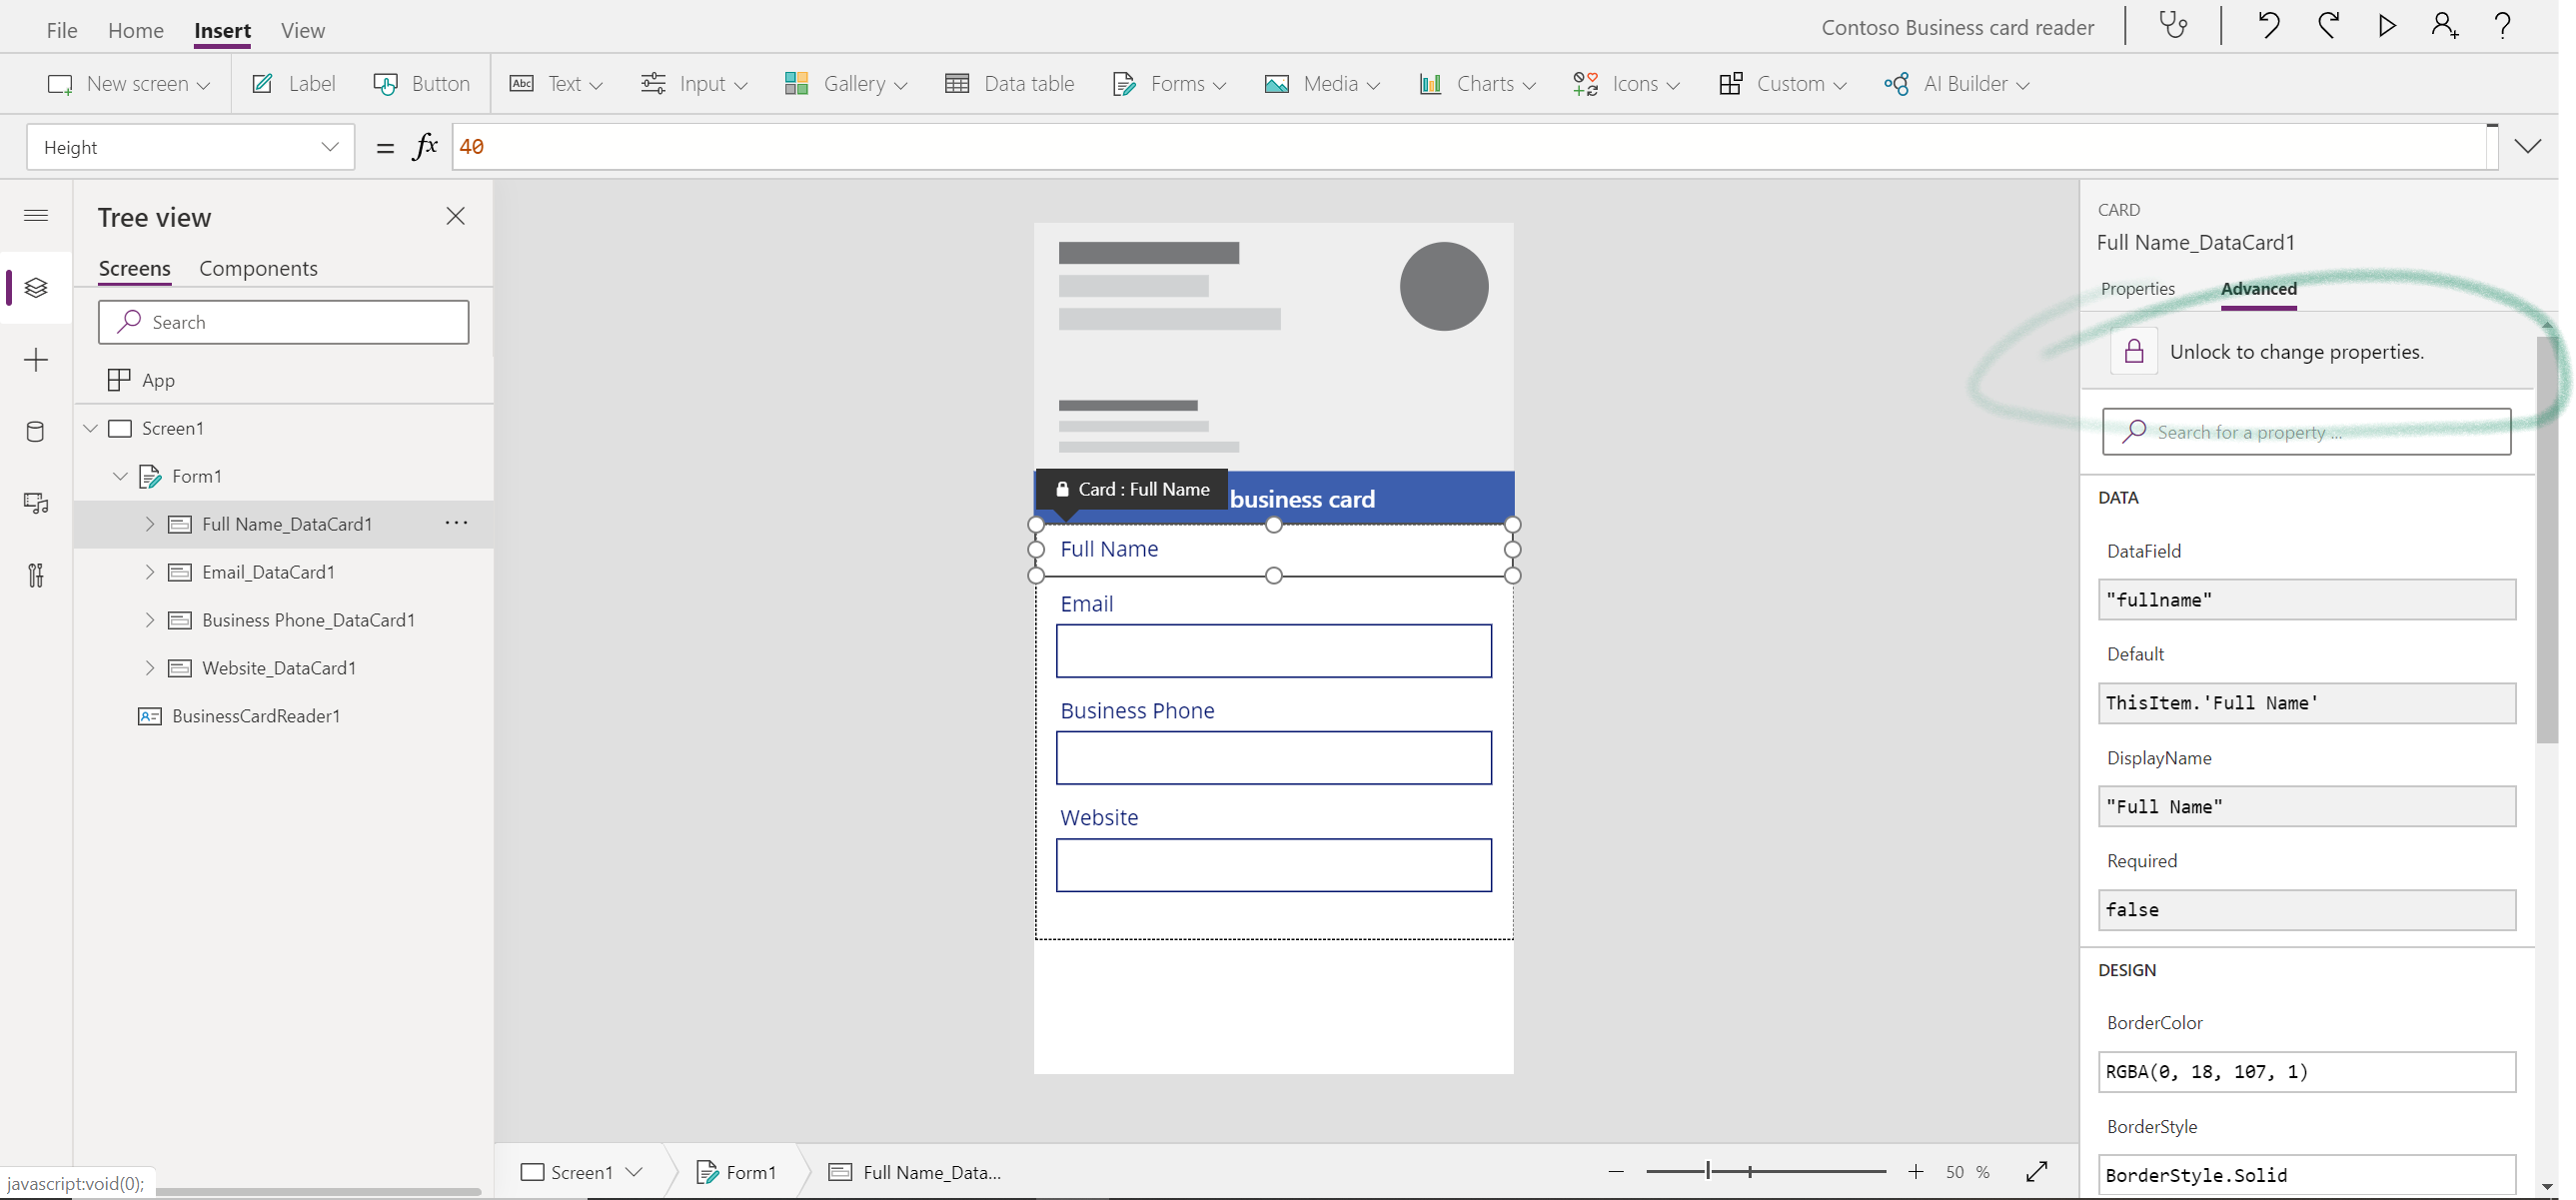 File Home Insert View Contoso Business card reader
New screen Label Button Abc Text Input Gallery Data table Forms Media Charts Icons Custom AI Builder
Height = fx 40
Tree view
Screens Components
Search
App
Screen1
Form1
Full Name_DataCard1 ...
Email_DataCard1
Business Phone_DataCard1
Website_DataCard1
BusinessCardReader1
business card
Card : Full Name
Full Name
Email
Business Phone
Website
CARD
Full Name_DataCard1
Properties Advanced
Unlock to change properties.
Search for a property ...
DATA
DataField
"fullname"
Default
ThisItem.'Full Name'
DisplayName
"Full Name"
Required
false
DESIGN
BorderColor
RGBA(0, 18, 107, 1)
BorderStyle
BorderStyle.Solid
Screen1 Form1 Full Name_Data... 50 %
javascript:void(0);